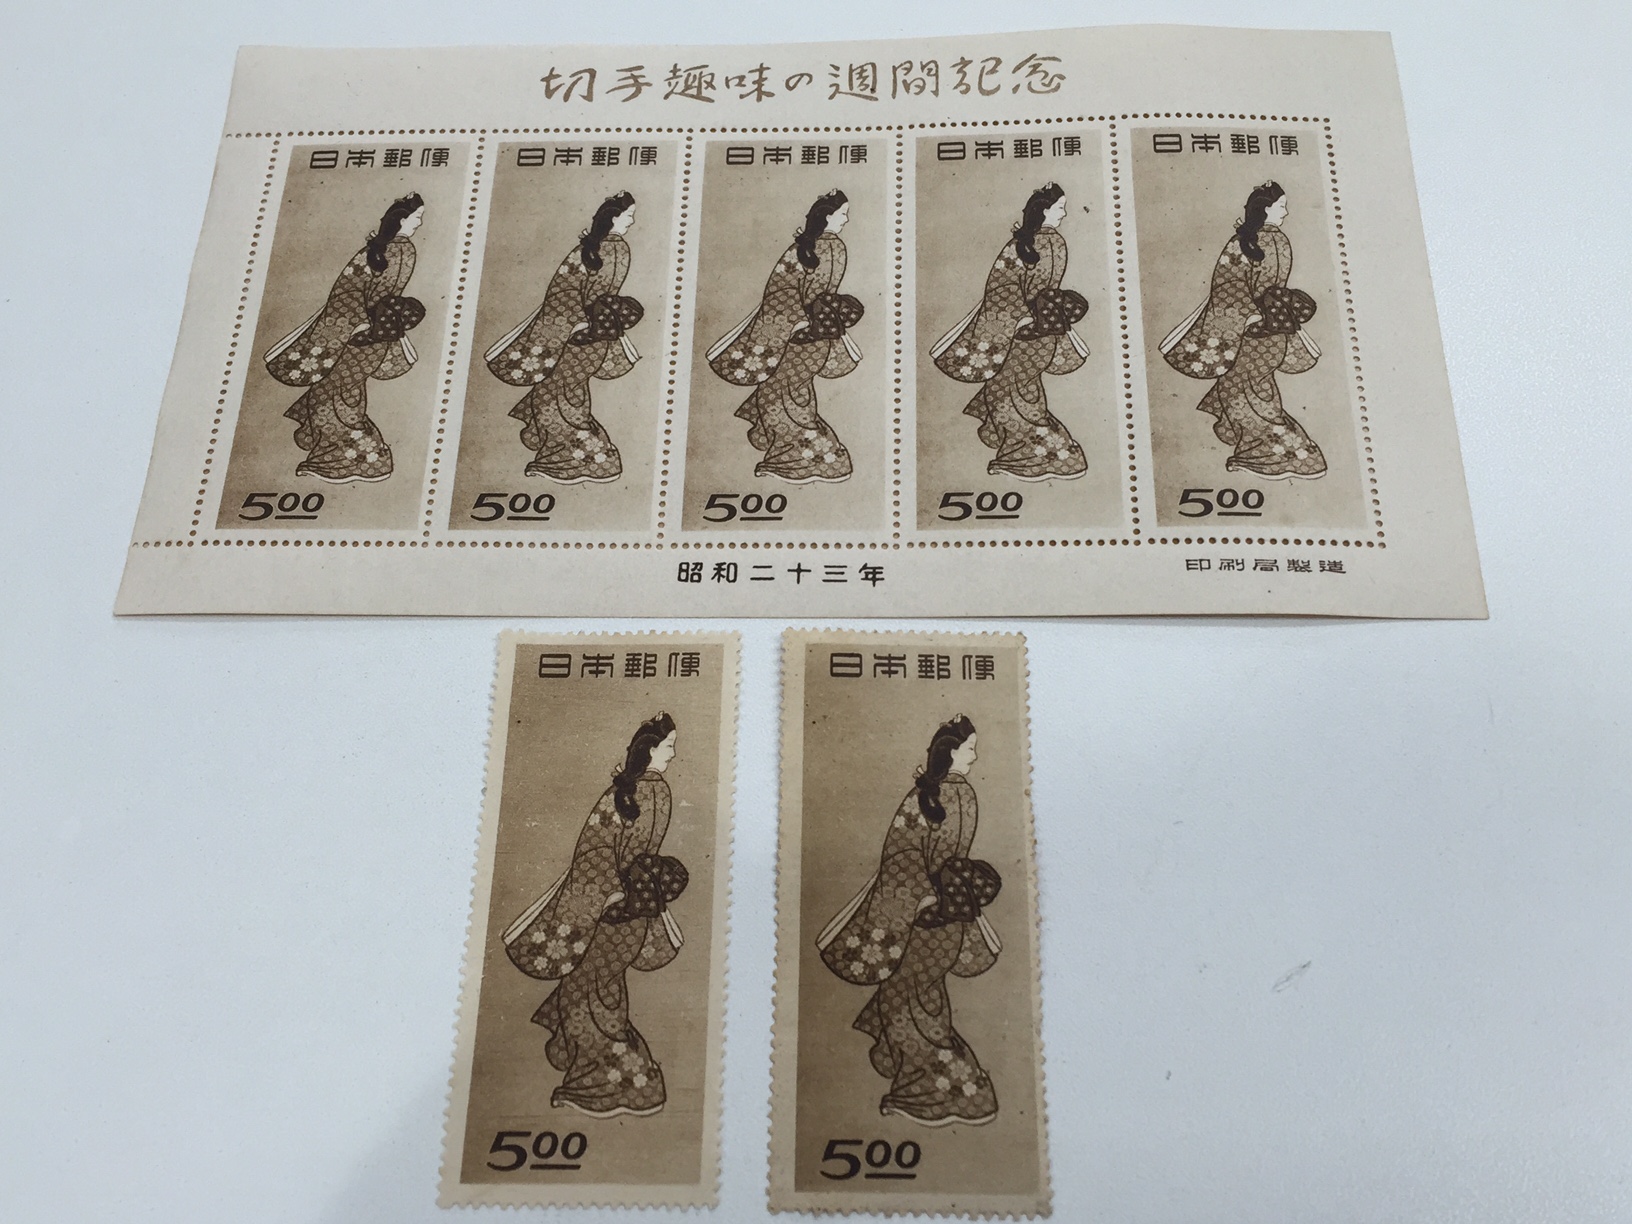 切手趣味の週間記念
日本郵便 日本郵便 日本郵便 日本郵便 日本郵便
5.00 5.00 5.00 5.00 5.00
昭和二十三年 印刷局製造
日本郵便 日本郵便
5.00 5.00